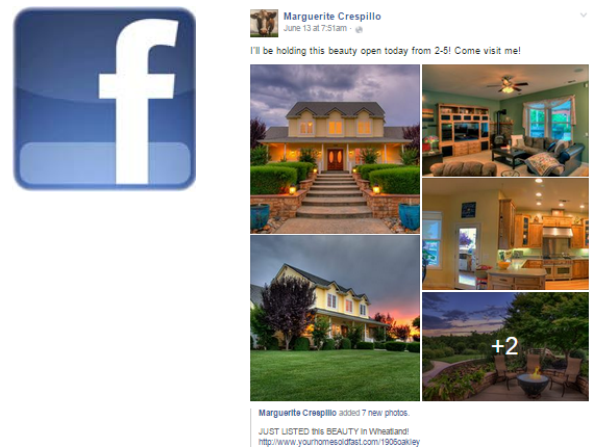 f
Marguerite Crespillo
June 13 at 7:51am ·
I'll be holding this beauty open today from 2-5! Come visit me!
+2
Marguerite Crespillo added 7 new photos.
JUST LISTED this BEAUTY in Wheatland!
http://www.yourhomesoldfast.com/1906oakley